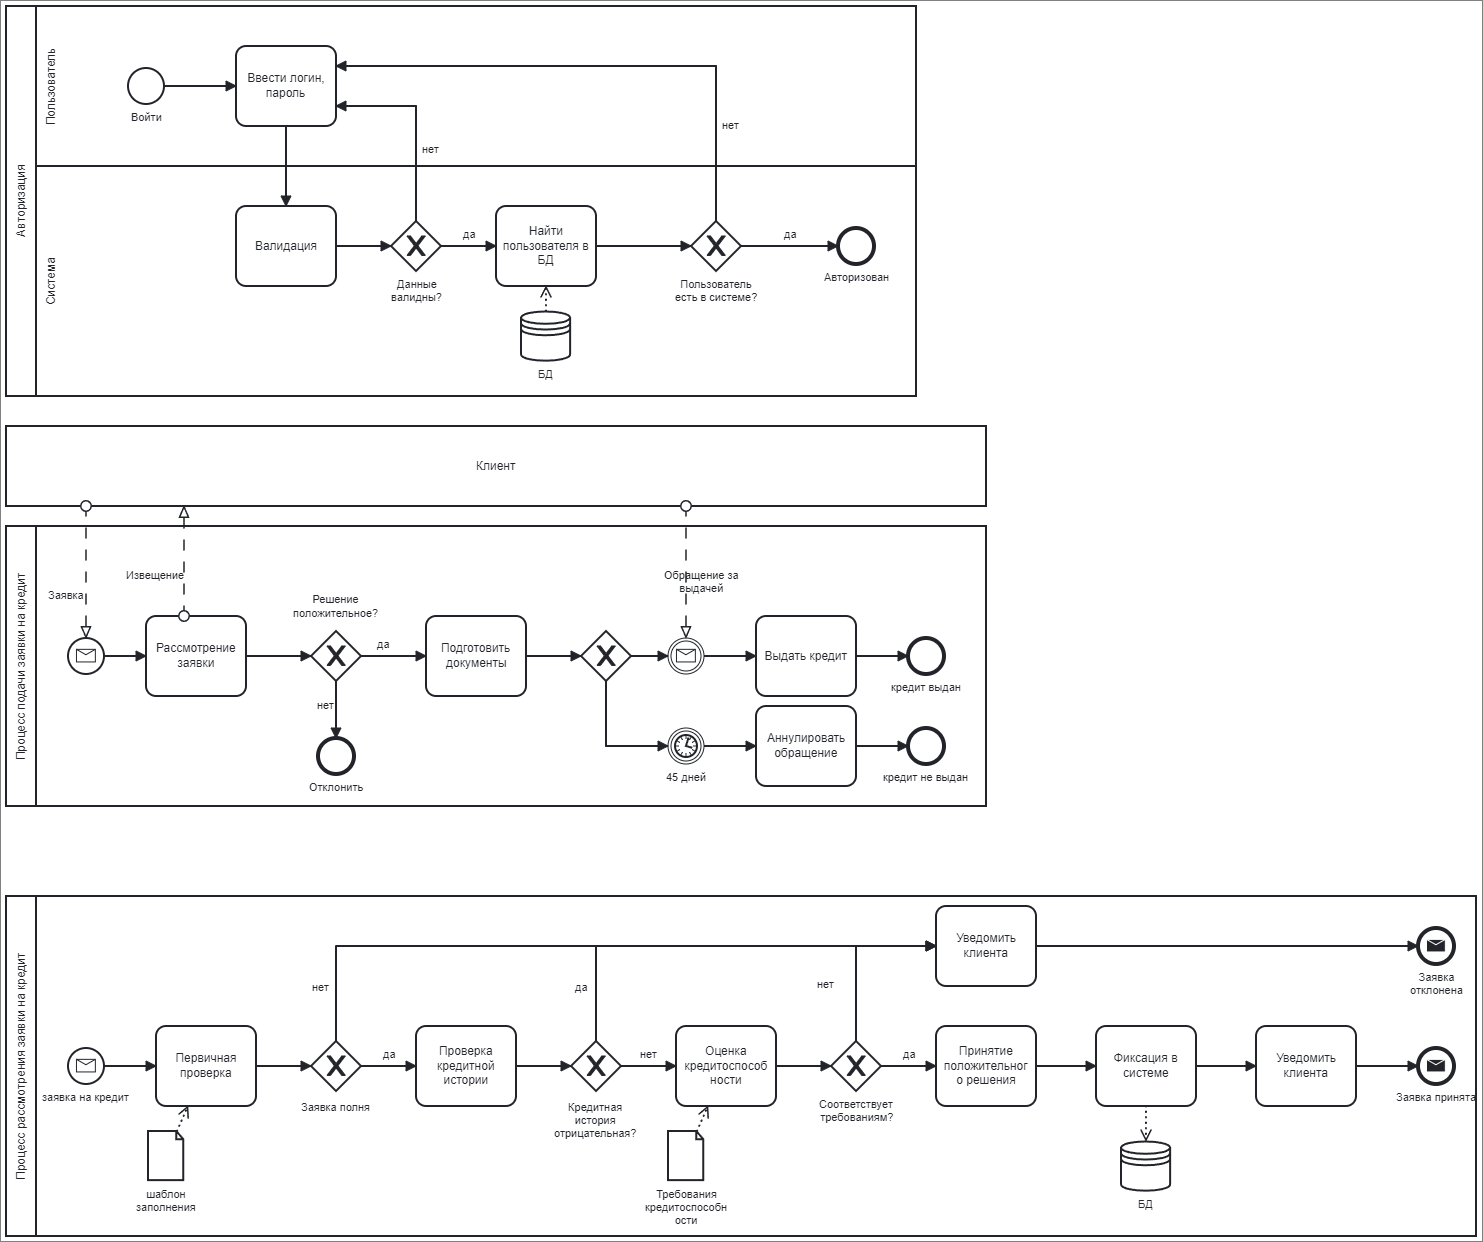 Авторизация
Пользователь
Войти
Ввести логин,
пароль
нет
нет
Система
Валидация
Данные
валидны?
да
Найти
пользователя в
БД
БД
Пользователь
есть в системе?
да
Авторизован
Клиент
Процесс подачи заявки на кредит
Заявка
Извещение
Рассмотрение
заявки
Решение
положительное?
да
нет
Отклонить
Подготовить
документы
Обращение за
выдачей
Выдать кредит
кредит выдан
45 дней
Аннулировать
обращение
кредит не выдан
Процесс рассмотрения заявки на кредит
заявка на кредит
Первичная
проверка
шаблон
заполнения
нет
Заявка полня
да
Проверка
кредитной
истории
да
Кредитная
история
отрицательная?
нет
Оценка
кредитоспособ
ности
Требования
кредитоспособн
ости
нет
Соответствует
требованиям?
да
Уведомить
клиента
Заявка
отклонена
Принятие
положительног
о решения
Фиксация в
системе
БД
Уведомить
клиента
Заявка принята